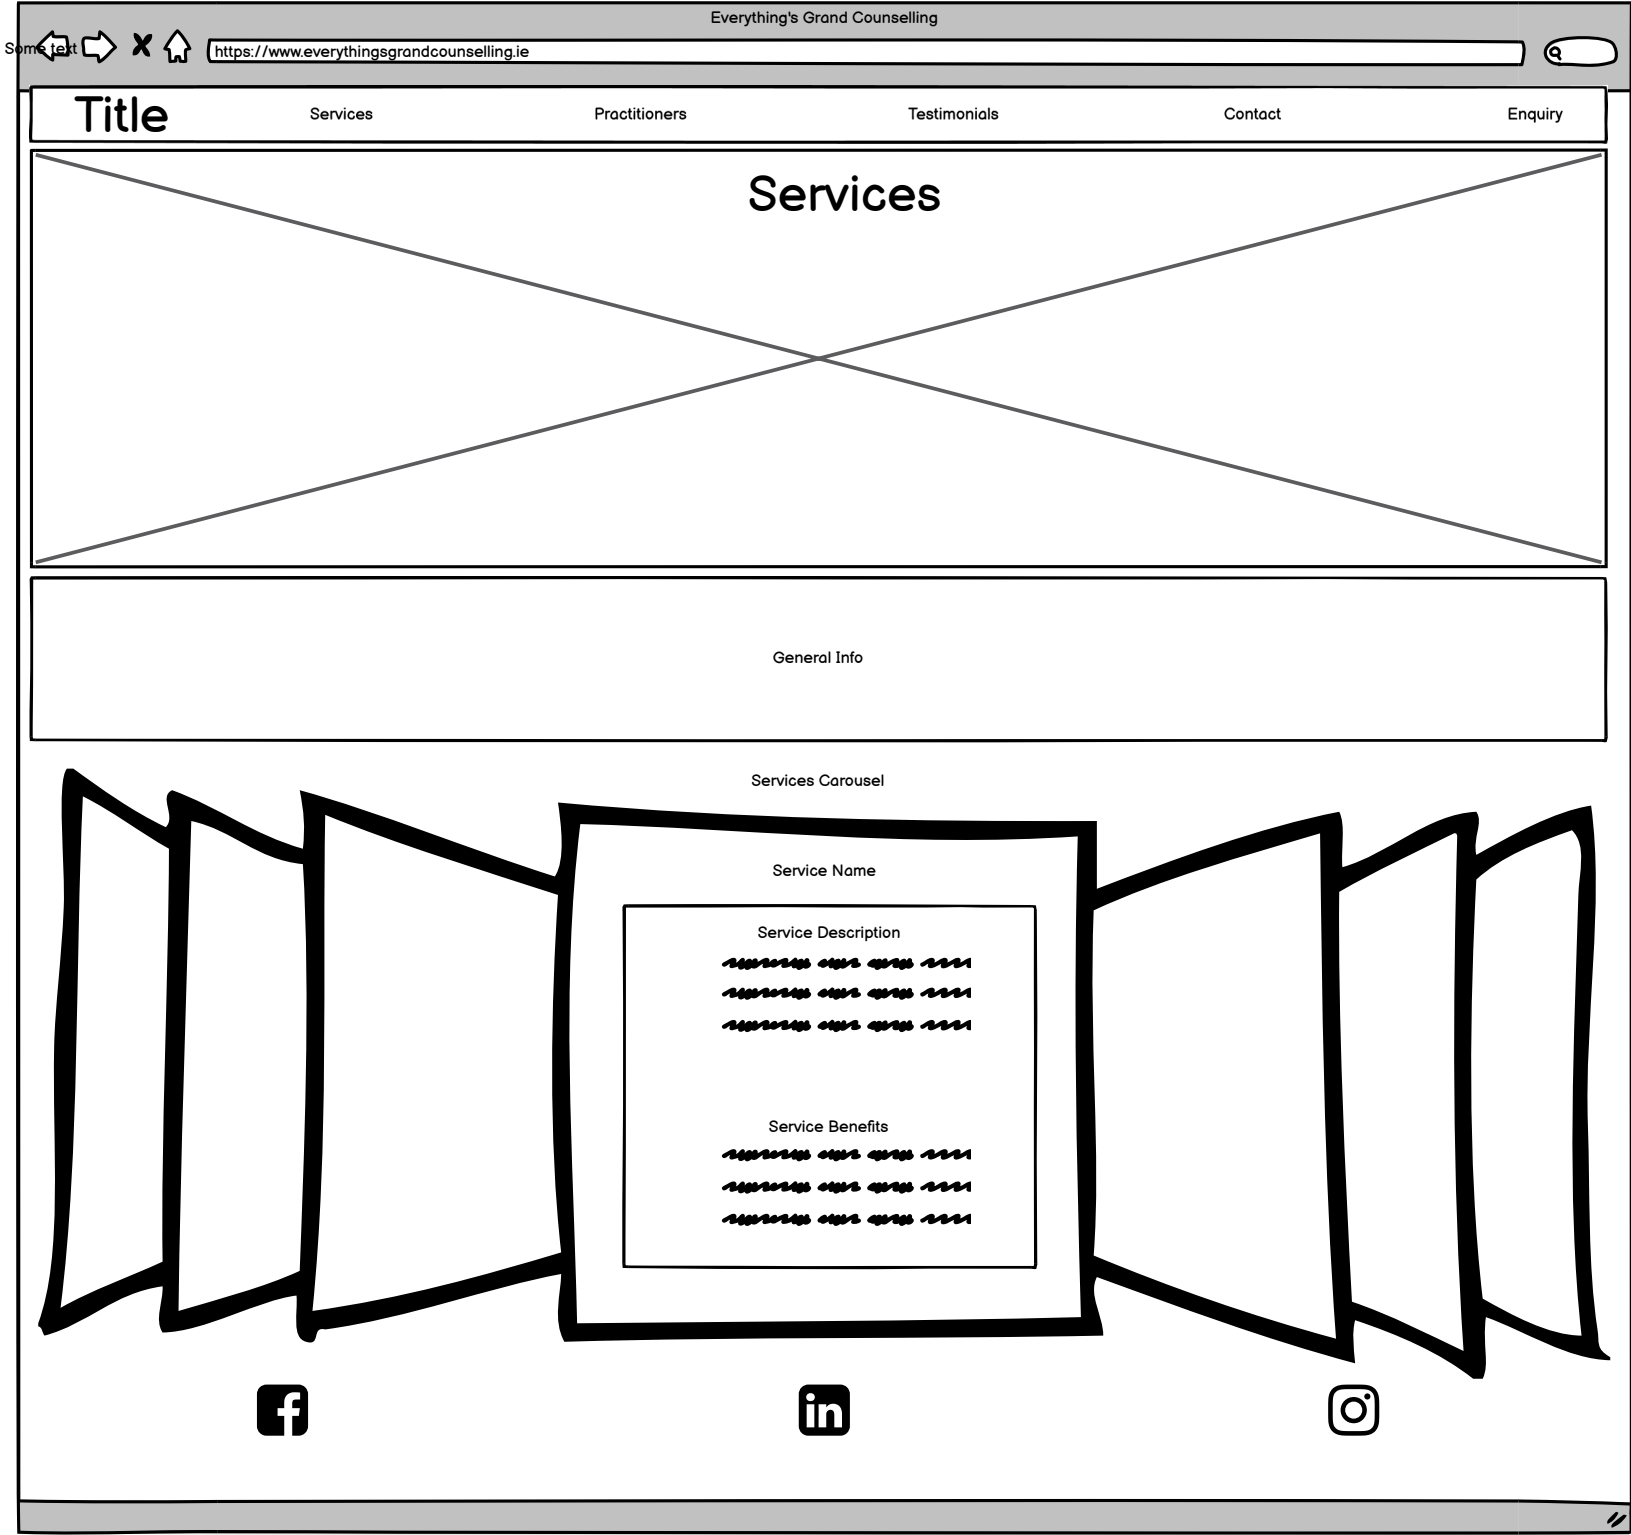 Everything's Grand Counselling
Some text
https://www.everythingsgrandcounselling.ie
Title
Services
Practitioners
Testimonials
Contact
Enquiry
Services
General Info
Services Carousel
Service Name
Service Description
Service Benefits